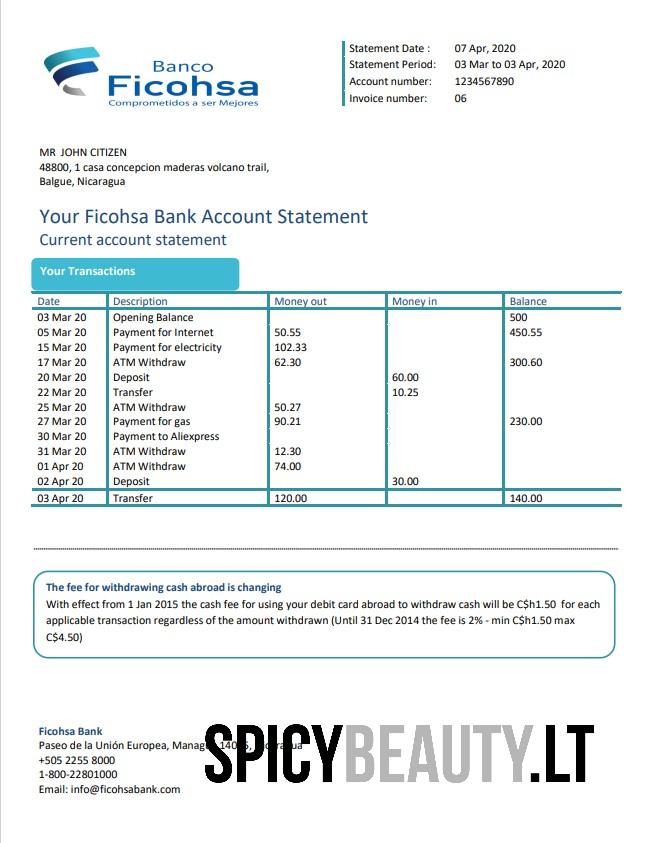 Banco
Ficohsa
Comprometidos a ser Mejores
Statement Date : 07 Apr, 2020
Statement Period: 03 Mar to 03 Apr, 2020
Account number: 1234567890
Invoice number: 06
MR JOHN CITIZEN
48800, 1 casa concepcion maderas volcano trail,
Balgue, Nicaragua
Your Ficohsa Bank Account Statement
Current account statement
Your Transactions
Date Description Money out Money in Balance
03 Mar 20 Opening Balance 500
05 Mar 20 Payment for Internet 50.55 450.55
15 Mar 20 Payment for electricity 102.33
17 Mar 20 ATM Withdraw 62.30 300.60
20 Mar 20 Deposit 60.00
22 Mar 20 Transfer 10.25
25 Mar 20 ATM Withdraw 50.27
27 Mar 20 Payment for gas 90.21 230.00
30 Mar 20 Payment to Aliexpress
31 Mar 20 ATM Withdraw 12.30
01 Apr 20 ATM Withdraw 74.00
02 Apr 20 Deposit 30.00
03 Apr 20 Transfer 120.00 140.00
The fee for withdrawing cash abroad is changing
With effect from 1 Jan 2015 the cash fee for using your debit card abroad to withdraw cash will be C$h1.50 for each
applicable transaction regardless of the amount withdrawn (Until 31 Dec 2014 the fee is 2% - min C$h1.50 max
C$4.50)
Ficohsa Bank
Paseo de la Unión Europea,
+505 2255 8000
1-800-22801000
Email: info@ficohsabank.com
SPICYBEAUTY.LT